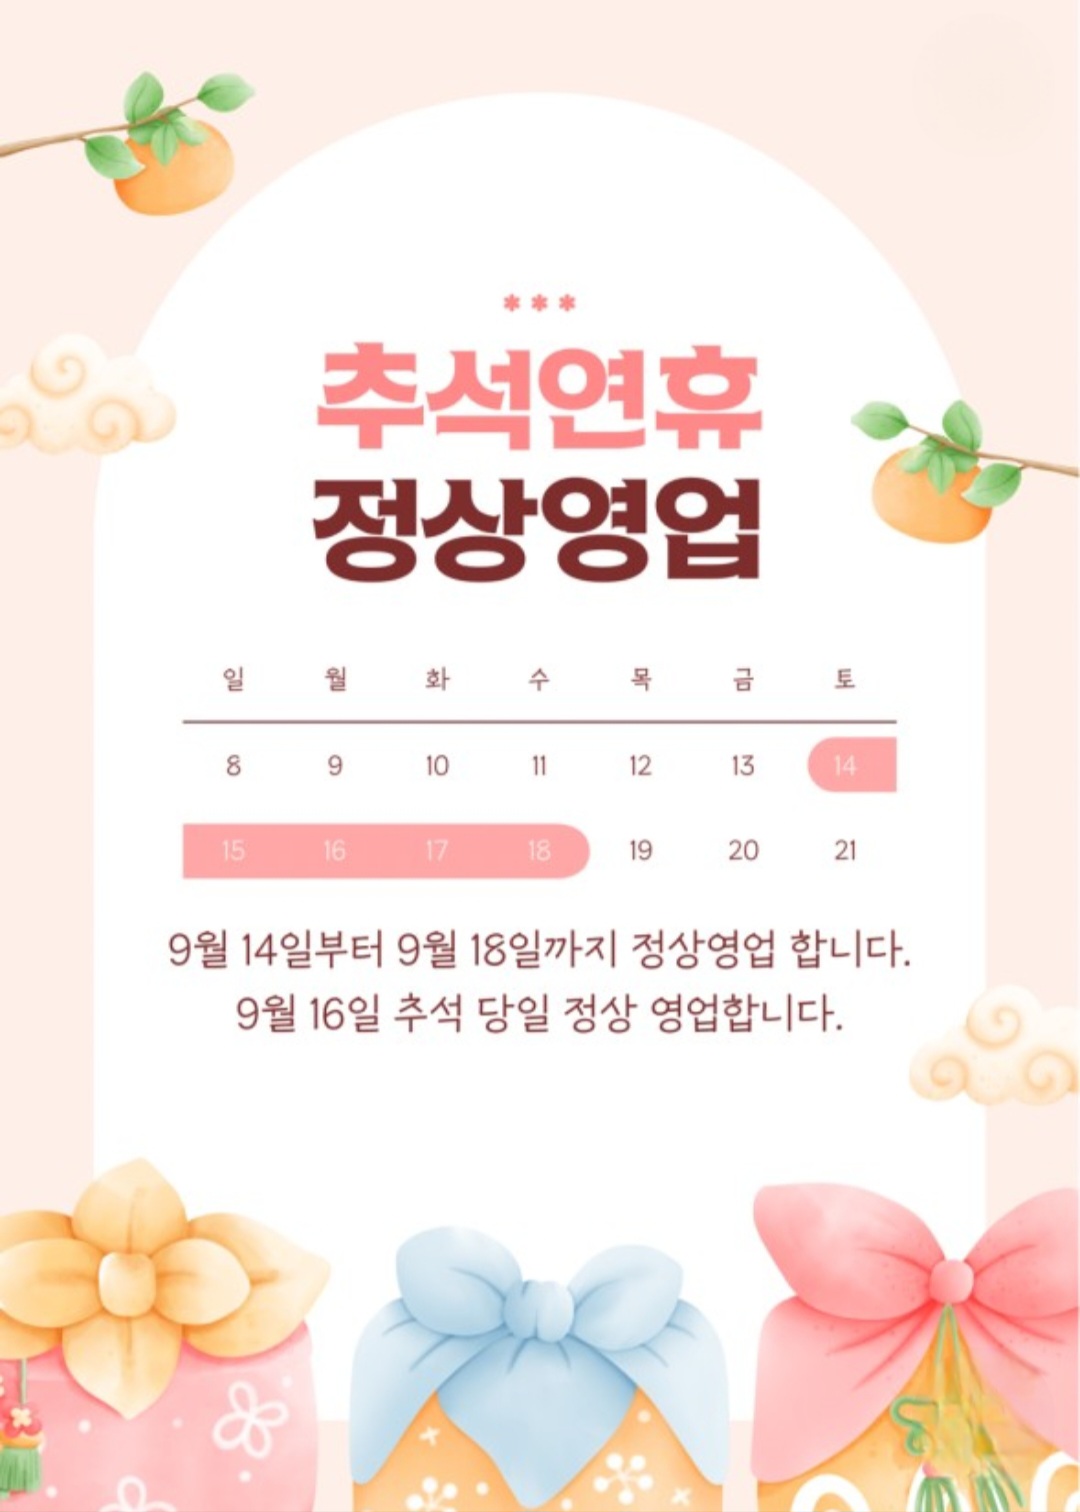 ***
추석연휴
정상영업
일 월 화 수 목 금 토
8 9 10 11 12 13 14
15 16 17 18 19 20 21
9월 14일부터 9월 18일까지 정상영업 합니다.
9월 16일 추석 당일 정상 영업합니다.